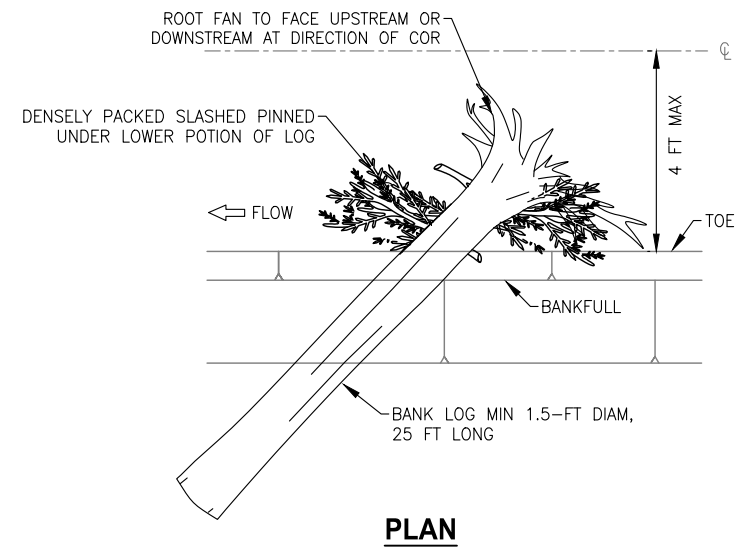 ROOT FAN TO FACE UPSTREAM OR
DOWNSTREAM AT DIRECTION OF COR
℄
DENSELY PACKED SLASHED PINNED
UNDER LOWER POTION OF LOG
4 FT MAX
FLOW
TOE
BANKFULL
BANK LOG MIN 1.5-FT DIAM,
25 FT LONG
PLAN